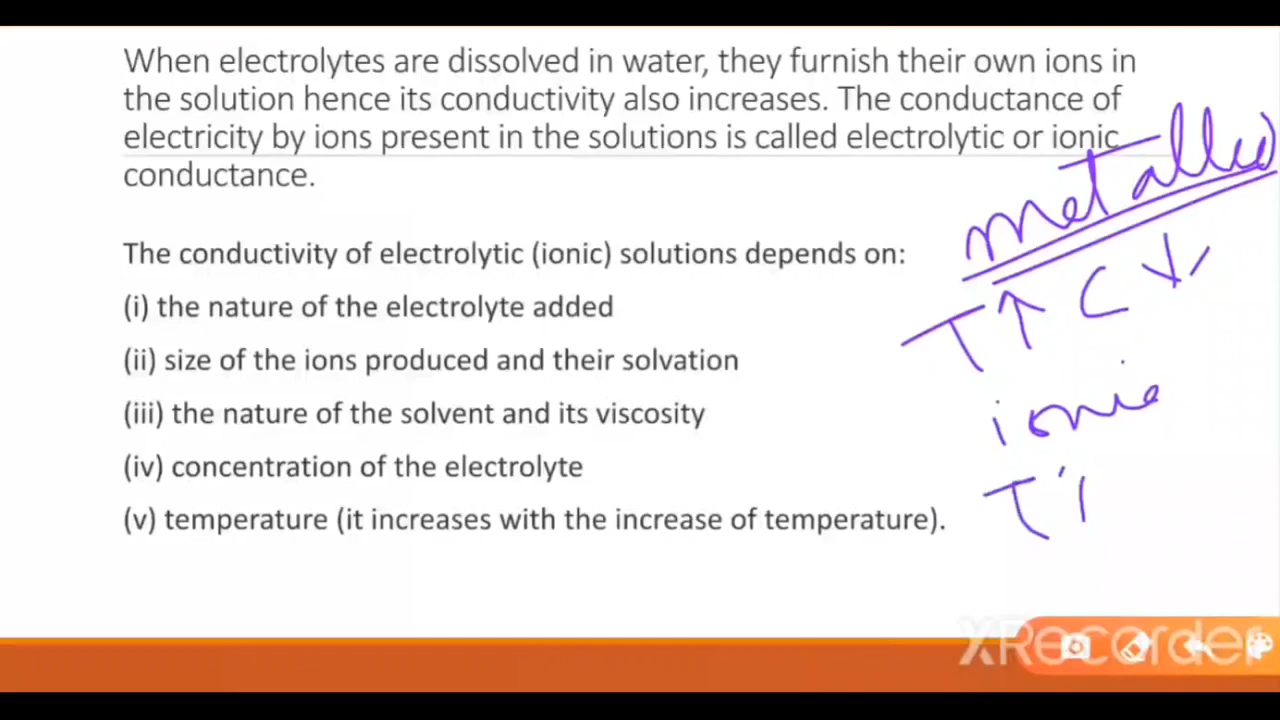 When electrolytes are dissolved in water, they furnish their own ions in
the solution hence its conductivity also increases. The conductance of
electricity by ions present in the solutions is called electrolytic or ionic
conductance.
metallic
T↑ C↓
The conductivity of electrolytic (ionic) solutions depends on:
(i) the nature of the electrolyte added
(ii) size of the ions produced and their solvation
(iii) the nature of the solvent and its viscosity
ionic
(iv) concentration of the electrolyte
(v) temperature (it increases with the increase of temperature).
T
XRecorder